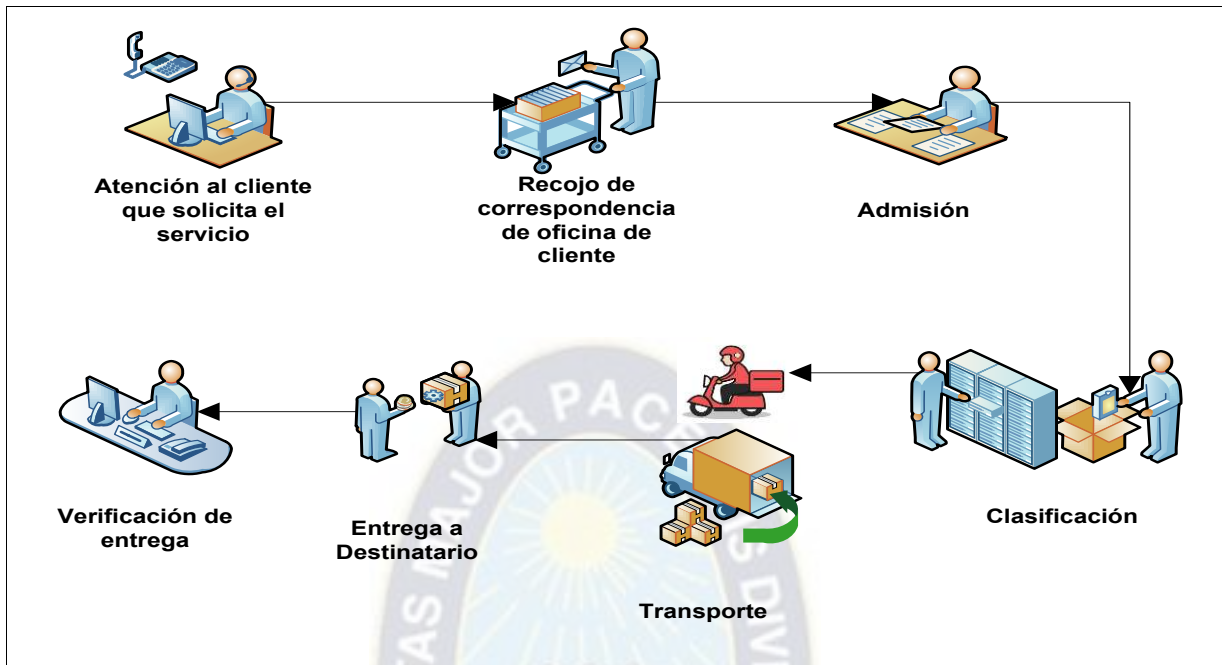 Atención al cliente
que solicita el
servicio
Recojo de
correspondencia
de oficina de
cliente
Admisión
Clasificación
Transporte
Entrega a
Destinatario
Verificación de
entrega
TAS MAJOR PAC
S DIV